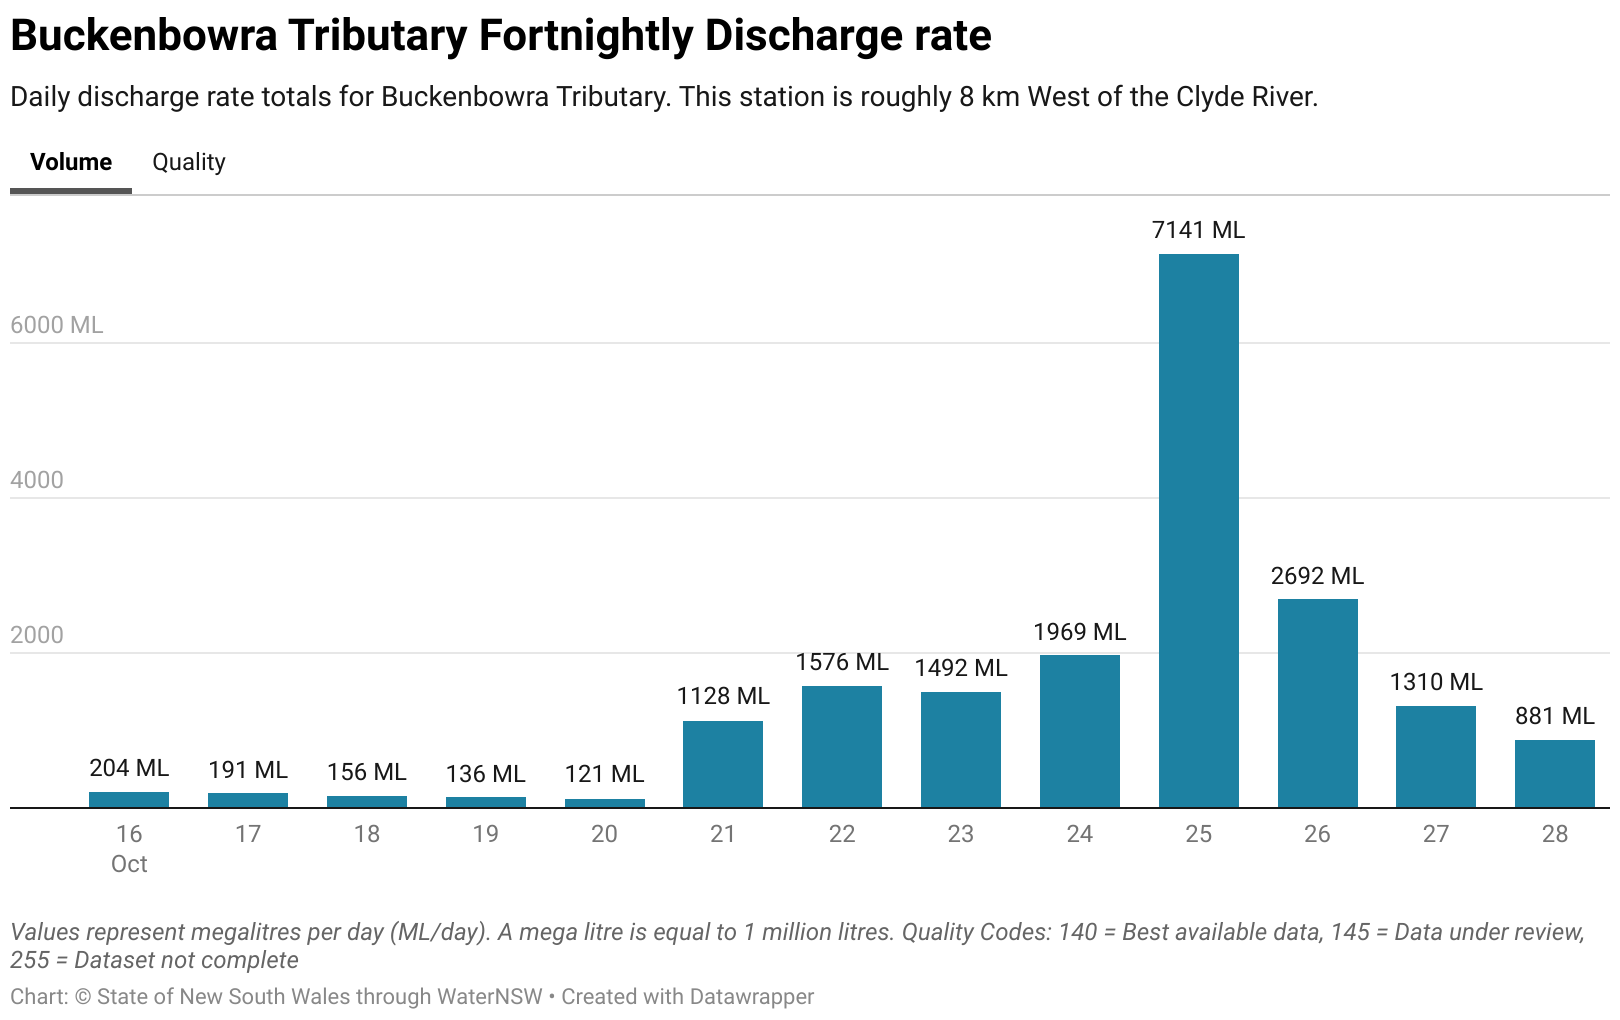 Buckenbowra Tributary Fortnightly Discharge rate
Daily discharge rate totals for Buckenbowra Tributary. This station is roughly 8 km West of the Clyde River.
Volume Quality
7141 ML
6000 ML
4000
2692 ML
2000
1969 ML
1576 ML
1492 ML
1310 ML
1128 ML
881 ML
204 ML
191 ML
156 ML
136 ML
121 ML
16 17 18 19 20 21 22 23 24 25 26 27 28
Oct
Values represent megalitres per day (ML/day). A mega litre is equal to 1 million litres. Quality Codes: 140 = Best available data, 145 = Data under review,
255 = Dataset not complete
Chart: © State of New South Wales through WaterNSW • Created with Datawrapper